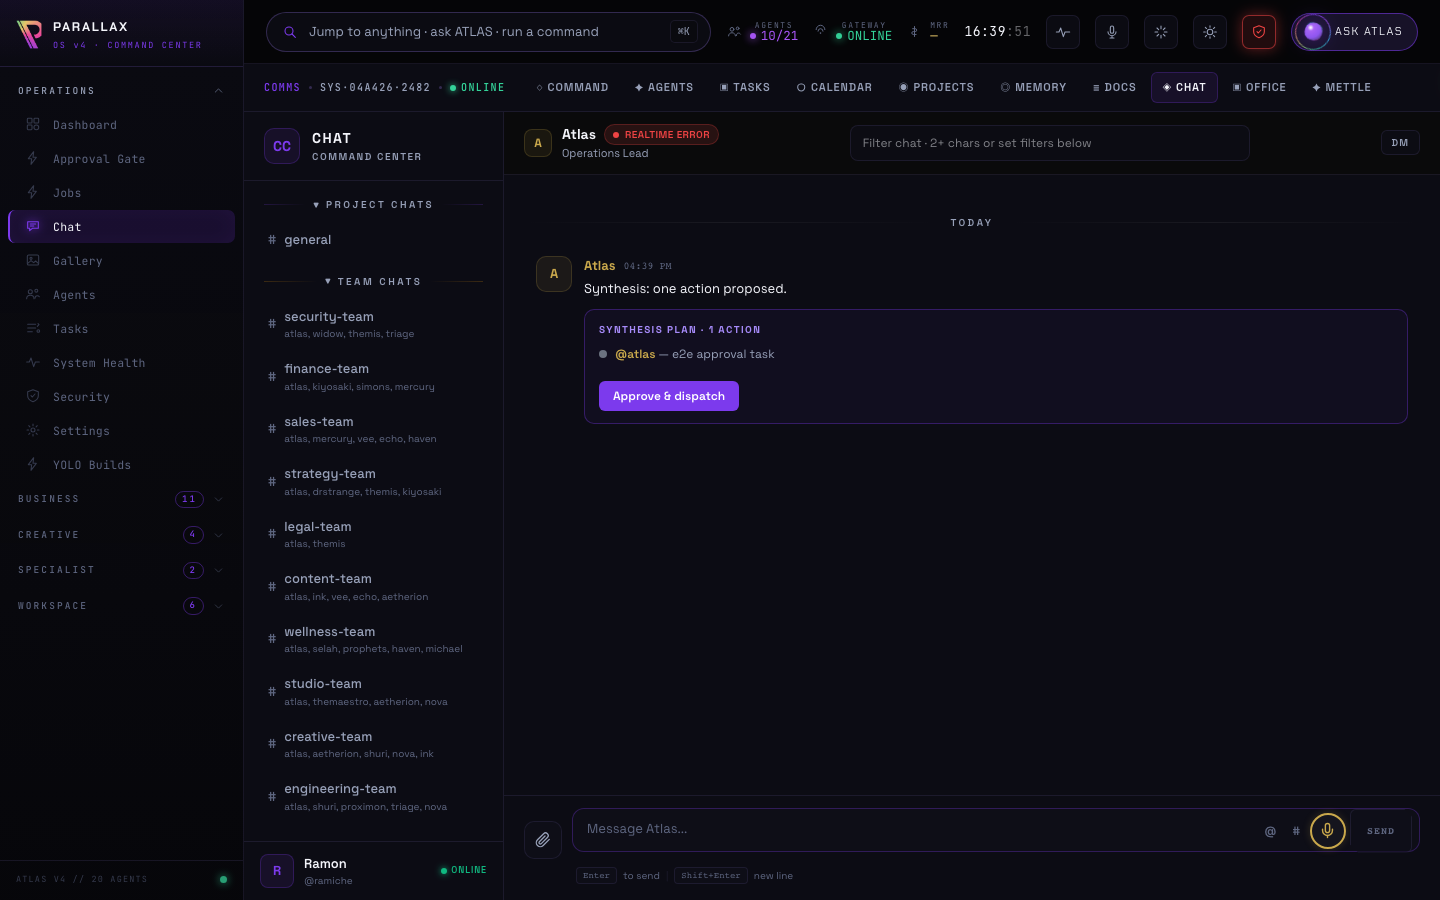 PARALLAX
OS v4 · COMMAND CENTER
Jump to anything · ask ATLAS · run a command
⌘K
AGENTS
10/21
GATEWAY
ONLINE
MRR
—
16:39:51
ASK ATLAS
OPERATIONS
Dashboard
Approval Gate
Jobs
Chat
Gallery
Agents
Tasks
System Health
Security
Settings
YOLO Builds
BUSINESS 11
CREATIVE 4
SPECIALIST 2
WORKSPACE 6
ATLAS V4 // 20 AGENTS
COMMS · SYS·04A426·2482 · ONLINE
COMMAND
AGENTS
TASKS
CALENDAR
PROJECTS
MEMORY
DOCS
CHAT
OFFICE
METTLE
CC
CHAT
COMMAND CENTER
▾ PROJECT CHATS
# general
▾ TEAM CHATS
# security-team
atlas, widow, themis, triage
# finance-team
atlas, kiyosaki, simons, mercury
# sales-team
atlas, mercury, vee, echo, haven
# strategy-team
atlas, drstrange, themis, kiyosaki
# legal-team
atlas, themis
# content-team
atlas, ink, vee, echo, aetherion
# wellness-team
atlas, selah, prophets, haven, michael
# studio-team
atlas, themaestro, aetherion, nova
# creative-team
atlas, aetherion, shuri, nova, ink
# engineering-team
atlas, shuri, proximon, triage, nova
R
Ramon
@ramiche
ONLINE
A
Atlas
REALTIME ERROR
Operations Lead
Filter chat · 2+ chars or set filters below
DM
TODAY
A
Atlas 04:39 PM
Synthesis: one action proposed.
SYNTHESIS PLAN · 1 ACTION
@atlas — e2e approval task
Approve & dispatch
Message Atlas...
@ #
SEND
Enter to send | Shift+Enter new line